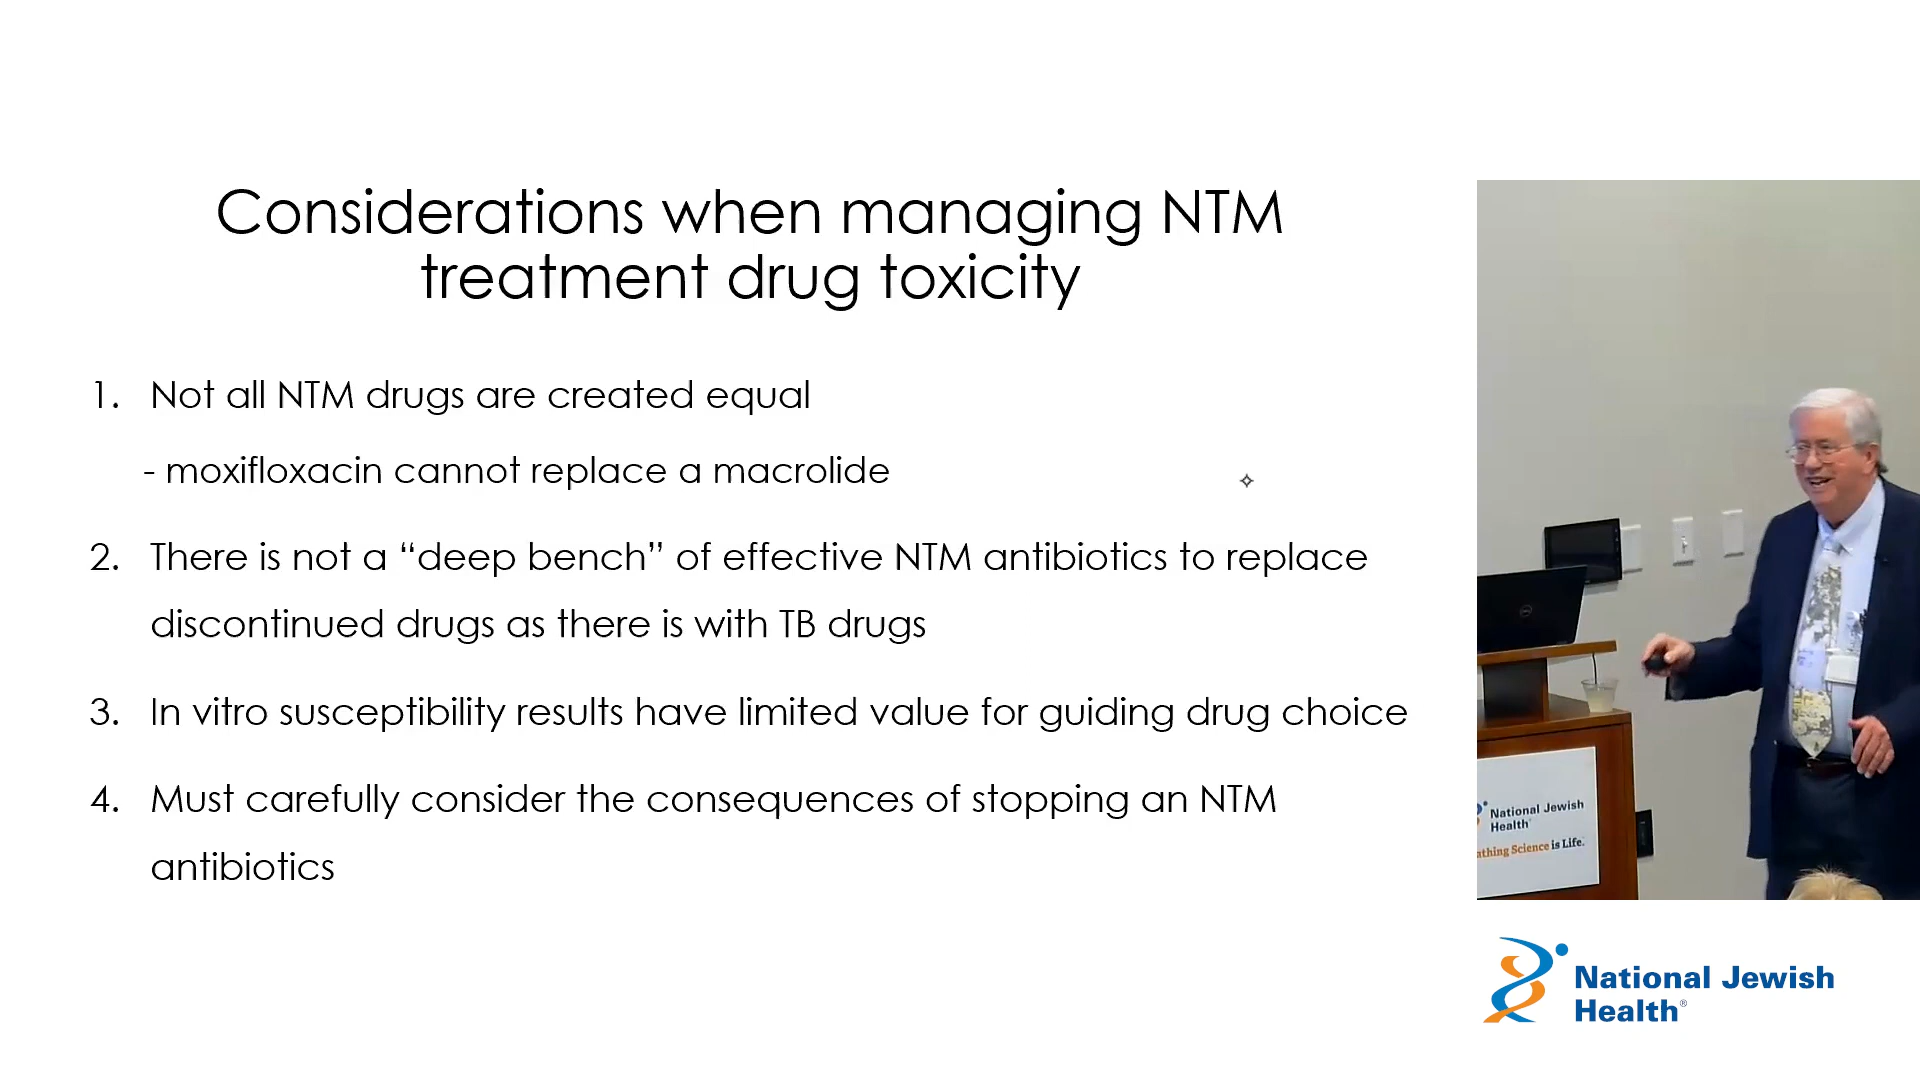 Considerations when managing NTM
treatment drug toxicity
1. Not all NTM drugs are created equal
- moxifloxacin cannot replace a macrolide
2. There is not a “deep bench” of effective NTM antibiotics to replace
discontinued drugs as there is with TB drugs
3. In vitro susceptibility results have limited value for guiding drug choice
4. Must carefully consider the consequences of stopping an NTM
antibiotics
National Jewish
Health
athing Science is Life.
National Jewish
Health®